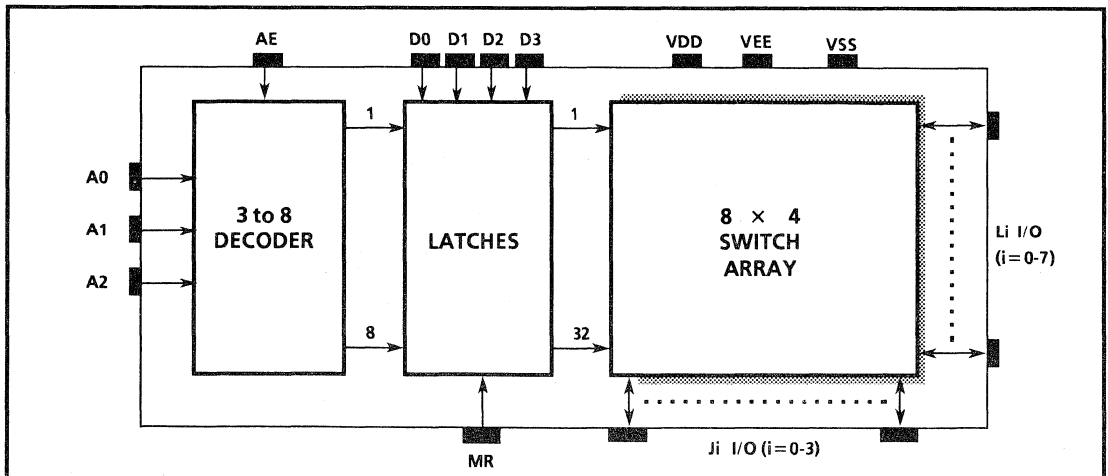 AE
D0 D1 D2 D3
VDD VEE VSS
A0
A1
A2
3 to 8
DECODER
1
8
LATCHES
1
32
8 × 4
SWITCH
ARRAY
Li I/O
(i=0-7)
MR
Ji I/O (i=0-3)